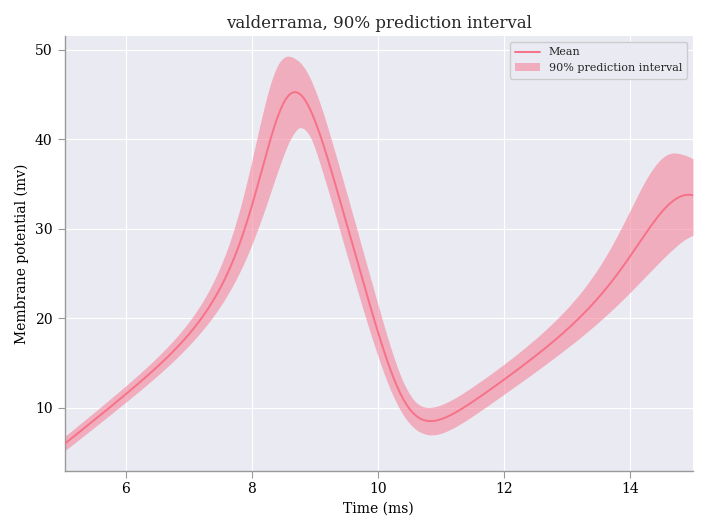 valderrama, 90% prediction interval
Mean
90% prediction interval
Membrane potential (mv)
50
40
30
20
10
6 8 10 12 14
Time (ms)